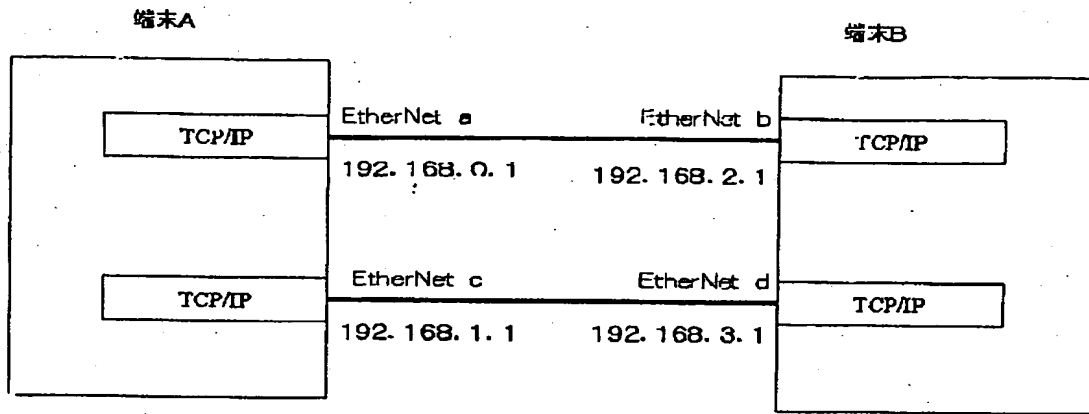 端末A
端末B
EtherNet a
EtherNet b
TCP/IP
TCP/IP
192. 168. 0. 1
192. 168. 2. 1
EtherNet c
EtherNet d
TCP/IP
TCP/IP
192. 168. 1. 1
192. 168. 3. 1